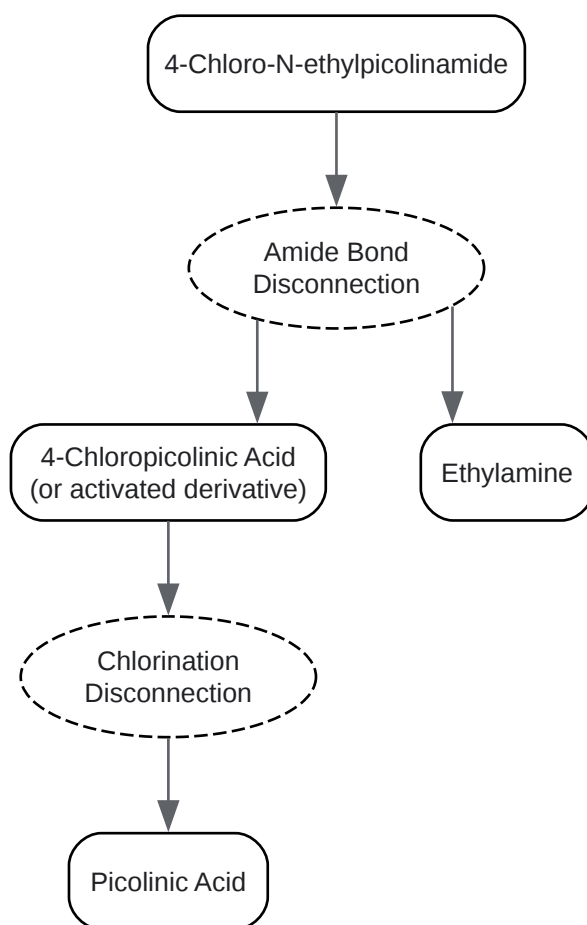 4-Chloro-N-ethylpicolinamide
Amide Bond
Disconnection
4-Chloropicolinic Acid
(or activated derivative)
Ethylamine
Chlorination
Disconnection
Picolinic Acid